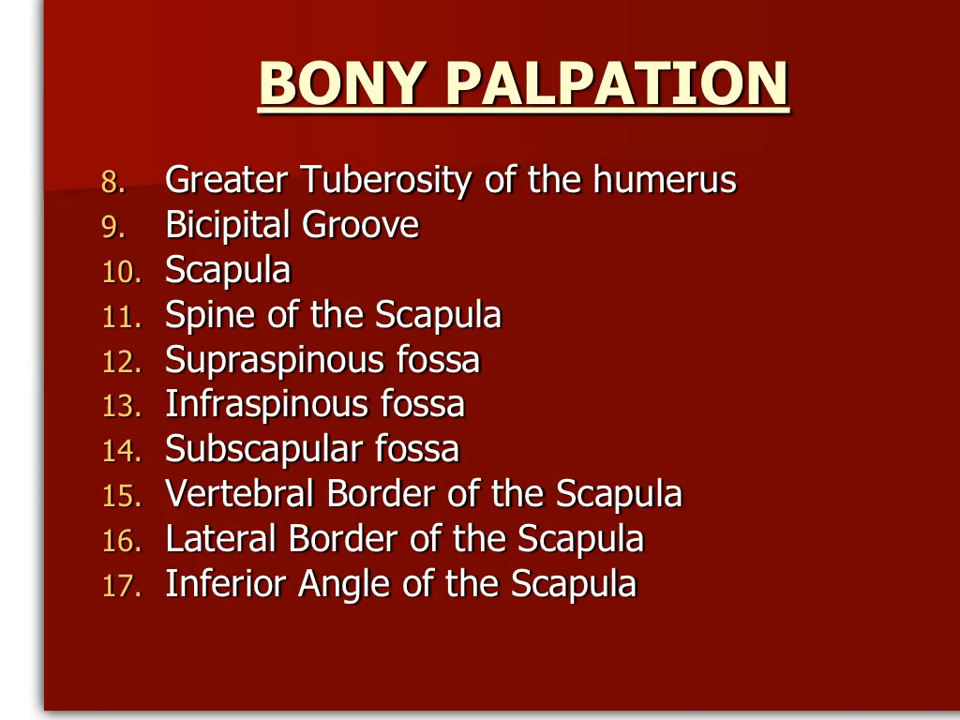 BONY PALPATION
8. Greater Tuberosity of the humerus
9. Bicipital Groove
10. Scapula
11. Spine of the Scapula
12. Supraspinous fossa
13. Infraspinous fossa
14. Subscapular fossa
15. Vertebral Border of the Scapula
16. Lateral Border of the Scapula
17. Inferior Angle of the Scapula